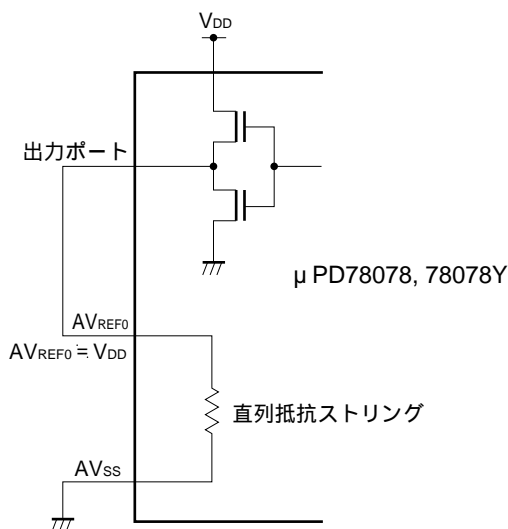 VDD
出力ポート
μ PD78078, 78078Y
AVREF0
AVREF0 ≒ VDD
直列抵抗ストリング
AVSS